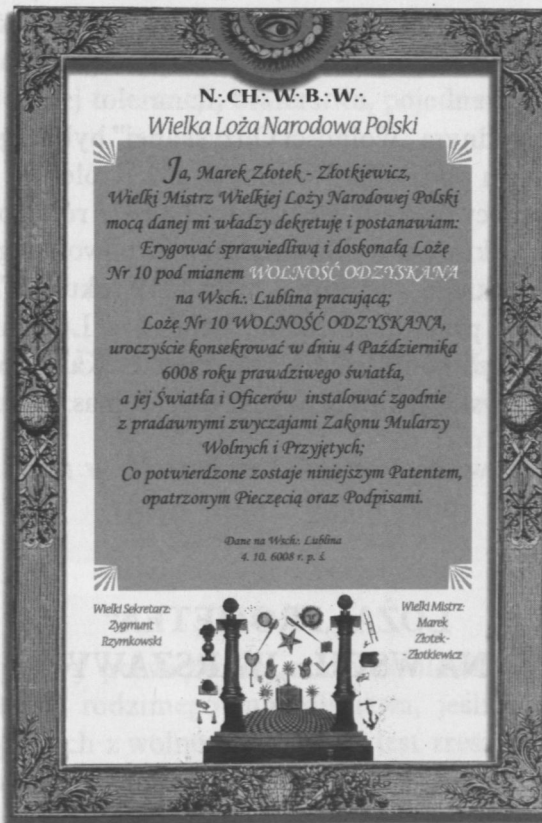 N∴CH∴W∴B∴W∴
Wielka Loża Narodowa Polski
Ja, Marek Złotek - Złotkiewicz,
Wielki Mistrz Wielkiej Loży Narodowej Polski
mocą danej mi władzy dekretuję i postanawiam:
Erygować sprawiedliwą i doskonałą Lożę
Nr 10 pod mianem WOLNOŚĆ ODZYSKANA
na Wsch∴ Lublina pracującą;
Lożę Nr 10 WOLNOŚĆ ODZYSKANA,
uroczyście konsekrować w dniu 4 Października
6008 roku prawdziwego światła,
a jej Światła i Oficerów instalować zgodnie
z pradawnymi zwyczajami Zakonu Mularzy
Wolnych i Przyjętych;
Co potwierdzone zostaje niniejszym Patentem,
opatrzonym Pieczęcią oraz Podpisami.
Dane na Wsch∴ Lublina
4. 10. 6008 r. p. ś.
Wielki Sekretarz:
Zygmunt
Rzymkowski
Wielki Mistrz:
Marek
Złotek-
-Złotkiewicz